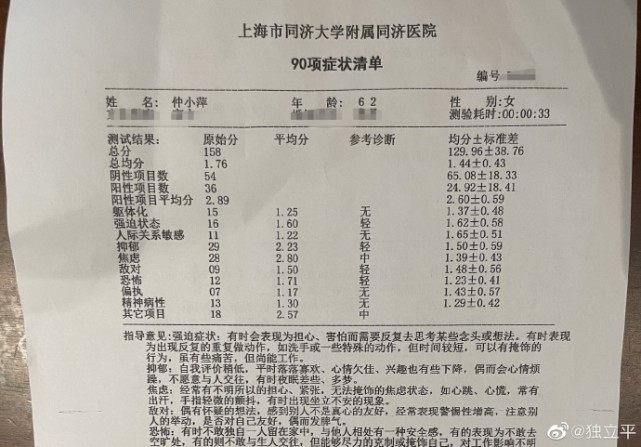 上海市同济大学附属同济医院
90项症状清单
编号
姓 名: 仲小萍 年 龄: 62 性 别:女
测验耗时:00:00:33
测试结果: 原始分 平均分 参考诊断 均分±标准差
总分 158 129.96±38.76
总均分 1.76 1.44±0.43
阴性项目数 54 65.08±18.33
阳性项目数 36 24.92±18.41
阳性项目平均分 2.89 2.60±0.59
躯体化 15 1.25 无 1.37±0.48
强迫状态 16 1.60 轻 1.62±0.58
人际关系敏感 11 1.22 无 1.65±0.51
抑郁 29 2.23 轻 1.50±0.59
焦虑 28 2.80 中 1.39±0.43
敌对 09 1.50 轻 1.48±0.56
恐怖 12 1.71 轻 1.23±0.41
偏执 07 1.17 无 1.43±0.57
精神病性 13 1.30 无 1.29±0.42
其它项目 18 2.57 中
指导意见:强迫症状: 有时会表现为担心、害怕而需要反复去思考某些念头或想法。有时表现
为出现反复的重复做动作, 如洗手或一些特殊的动作, 但时间较短, 可以有掩饰的
行为, 虽有些痛苦, 但尚能工作。
抑郁: 自我评价稍低, 平时落落寡欢、心情欠佳、兴趣也有些下降, 偶而会心情烦
躁, 不愿意与人交往, 有时夜眠差些、多梦。
焦虑: 经常有不明所以的担心、紧张, 无法掩饰的焦虑状态, 如心跳、心慌, 常有
出汗, 手指轻微的颤抖, 有时出现坐立不安的现象。
敌对: 偶有怀疑的想法, 感到别人不是真心的友好, 经常表现警惕性增高, 注意别
人的举动, 是否对自己友好, 偶而发脾气。
恐怖: 有时不敢独自一人留在家中, 与他人相处有一种安全感, 有的表现为不敢去
空旷处, 有的则不敢与生人交往, 但能够尽力的克制或掩饰自己, 对工作影响不明
@独立平